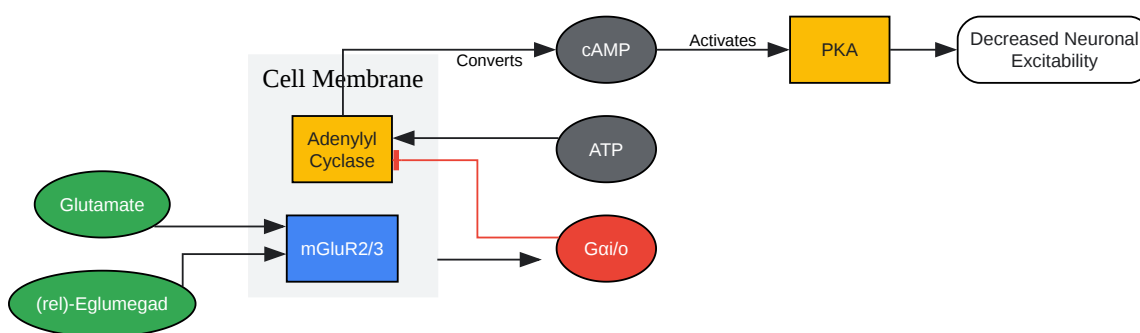 cAMP
Activates
PKA
Decreased Neuronal
Excitability
Converts
Cell Membrane
Adenylyl
Cyclase
ATP
Glutamate
mGluR2/3
Gαi/o
(rel)-Eglumegad